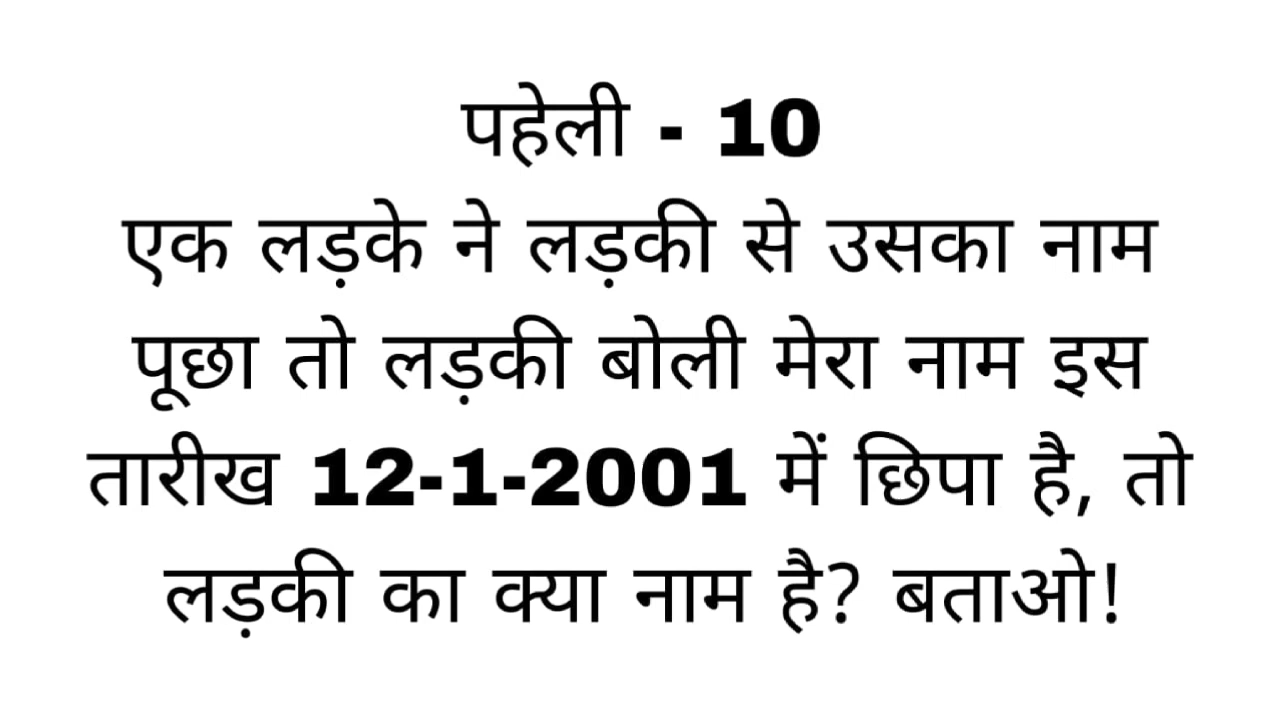 पहेली - 10
एक लड़के ने लड़की से उसका नाम
पूछा तो लड़की बोली मेरा नाम इस
तारीख 12-1-2001 में छिपा है, तो
लड़की का क्या नाम है? बताओ!